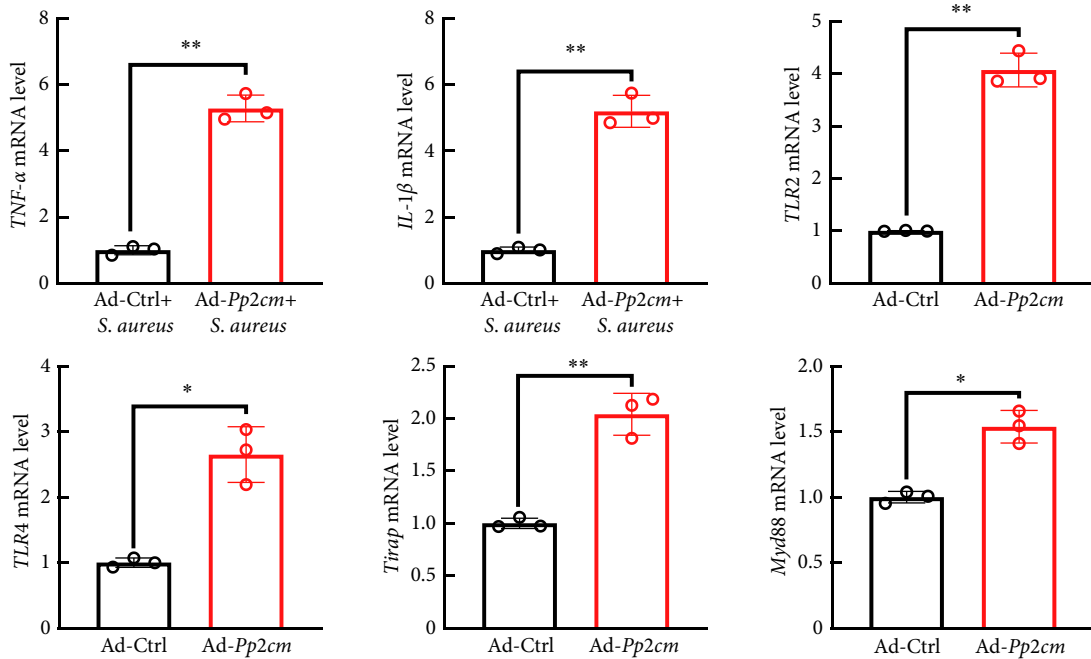 TNF-α mRNA level
8
6
4
2
0
**
Ad-Ctrl+ Ad-Pp2cm+
S. aureus S. aureus
IL-1β mRNA level
8
6
4
2
0
**
Ad-Ctrl+ Ad-Pp2cm+
S. aureus S. aureus
TLR2 mRNA level
5
4
3
2
1
0
**
Ad-Ctrl Ad-Pp2cm
TLR4 mRNA level
4
3
2
1
0
*
Ad-Ctrl Ad-Pp2cm
Tirap mRNA level
2.5
2.0
1.5
1.0
0.5
0
**
Ad-Ctrl Ad-Pp2cm
Myd88 mRNA level
2.0
1.5
1.0
0.5
0
*
Ad-Ctrl Ad-Pp2cm